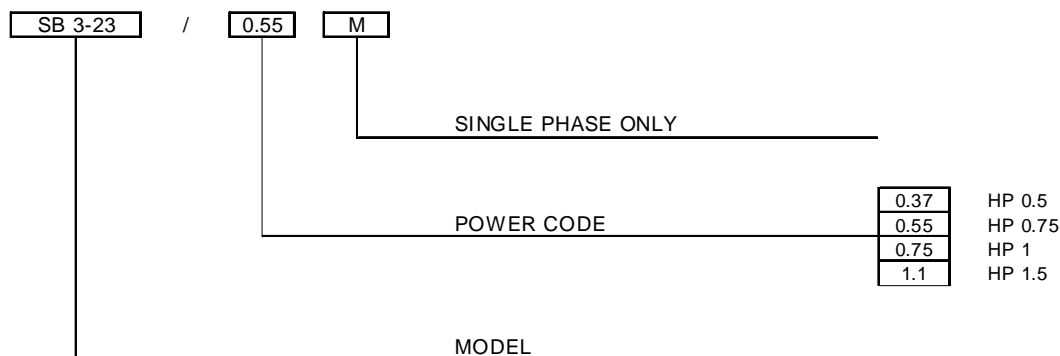 SB 3-23 / 0.55 M
SINGLE PHASE ONLY
0.37 HP 0.5
POWER CODE 0.55 HP 0.75
0.75 HP 1
1.1 HP 1.5
MODEL